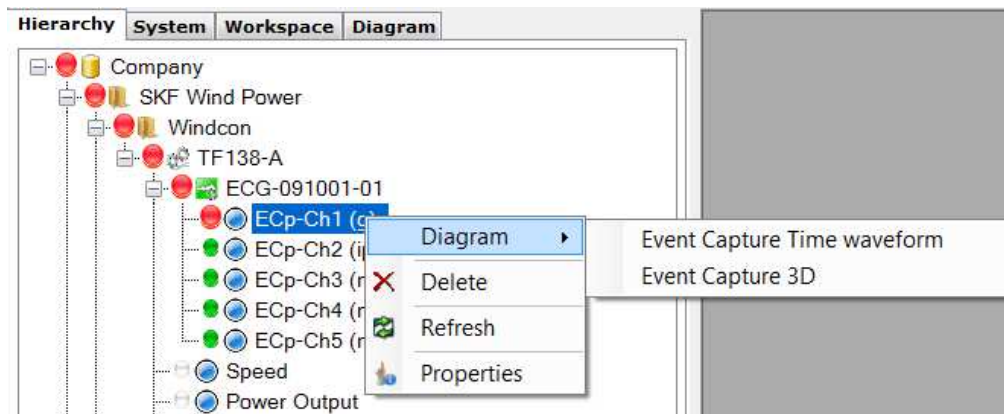 Hierarchy System Workspace Diagram
Company
SKF Wind Power
Windcon
TF138-A
ECG-091001-01
ECp-Ch1 (g)
ECp-Ch2
ECp-Ch3
ECp-Ch4
ECp-Ch5
Speed
Power Output
Diagram
Delete
Refresh
Properties
Event Capture Time waveform
Event Capture 3D